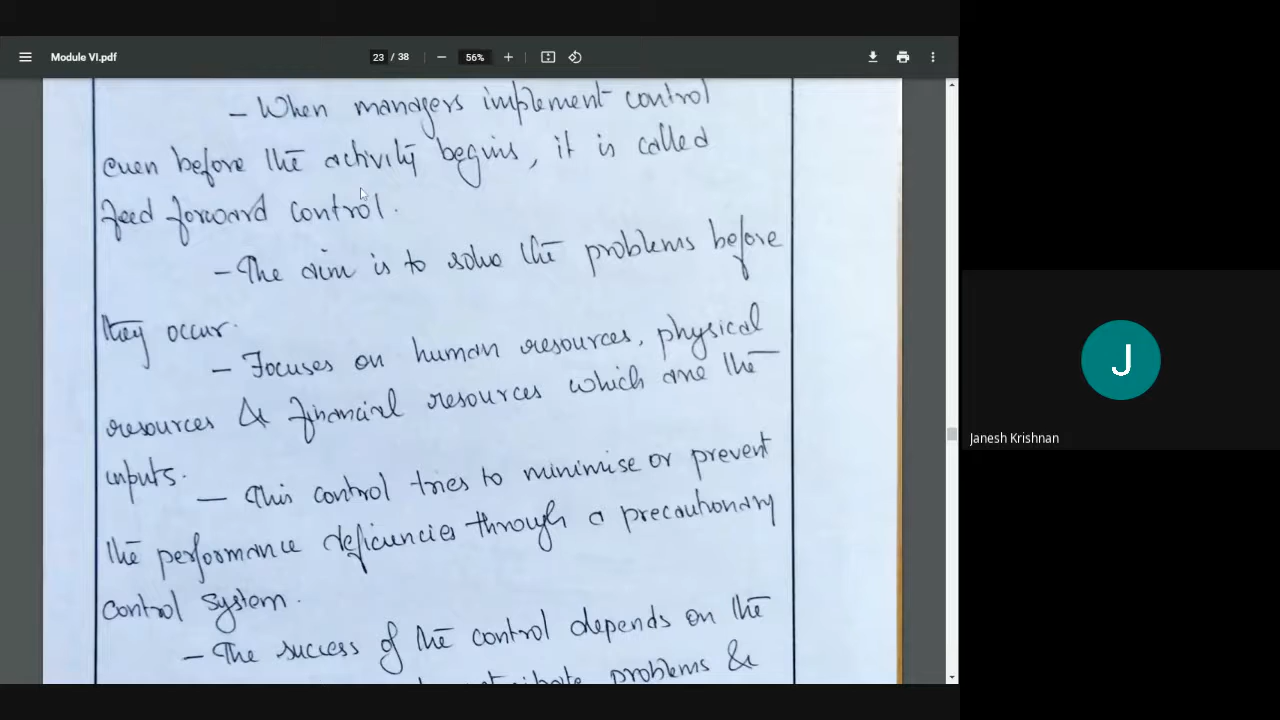 Module VI.pdf
23 / 38
56%
- When managers implement control
even before the activity begins, it is called
feed forward control.
- The aim is to solve the problems before
they occur.
- Focuses on human resources, physical
resources & financial resources which are the
inputs.
- This control tries to minimise or prevent
the performance deficiencies through a precautionary
control system.
- The success of the control depends on the
problems &
J
Janesh Krishnan